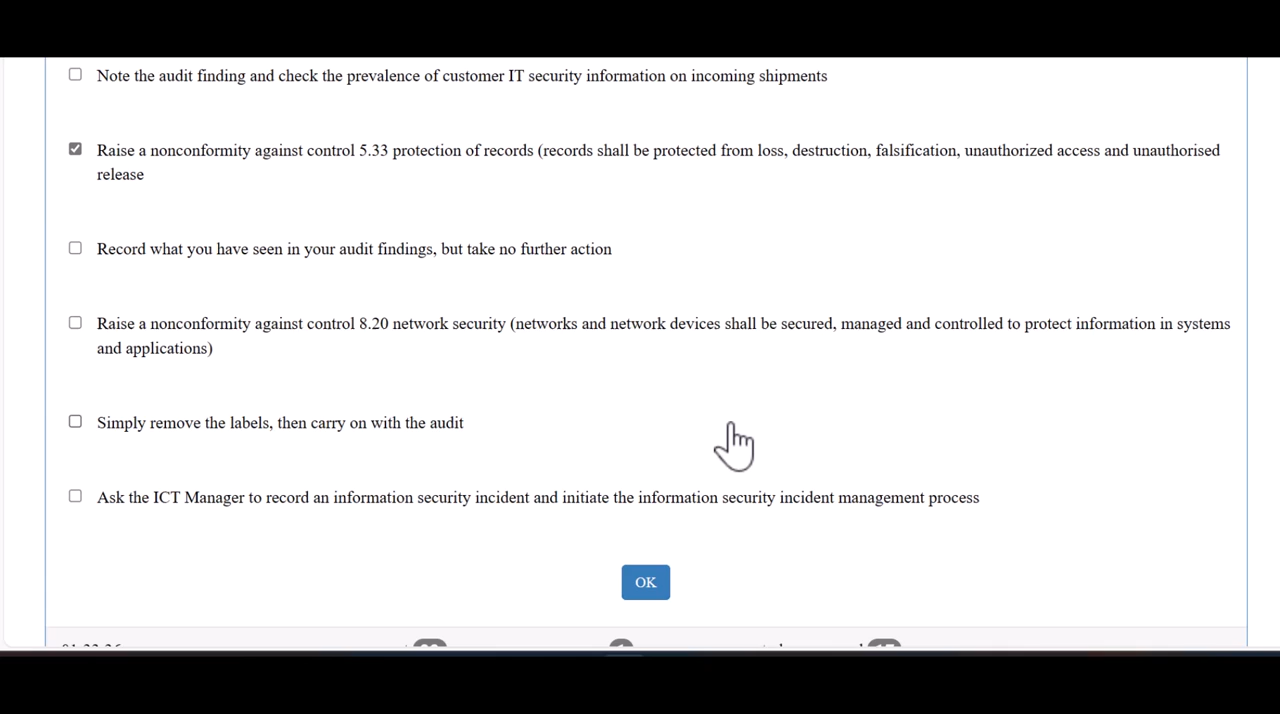 Note the audit finding and check the prevalence of customer IT security information on incoming shipments
Raise a nonconformity against control 5.33 protection of records (records shall be protected from loss, destruction, falsification, unauthorized access and unauthorised
release
Record what you have seen in your audit findings, but take no further action
Raise a nonconformity against control 8.20 network security (networks and network devices shall be secured, managed and controlled to protect information in systems
and applications)
Simply remove the labels, then carry on with the audit
Ask the ICT Manager to record an information security incident and initiate the information security incident management process
OK